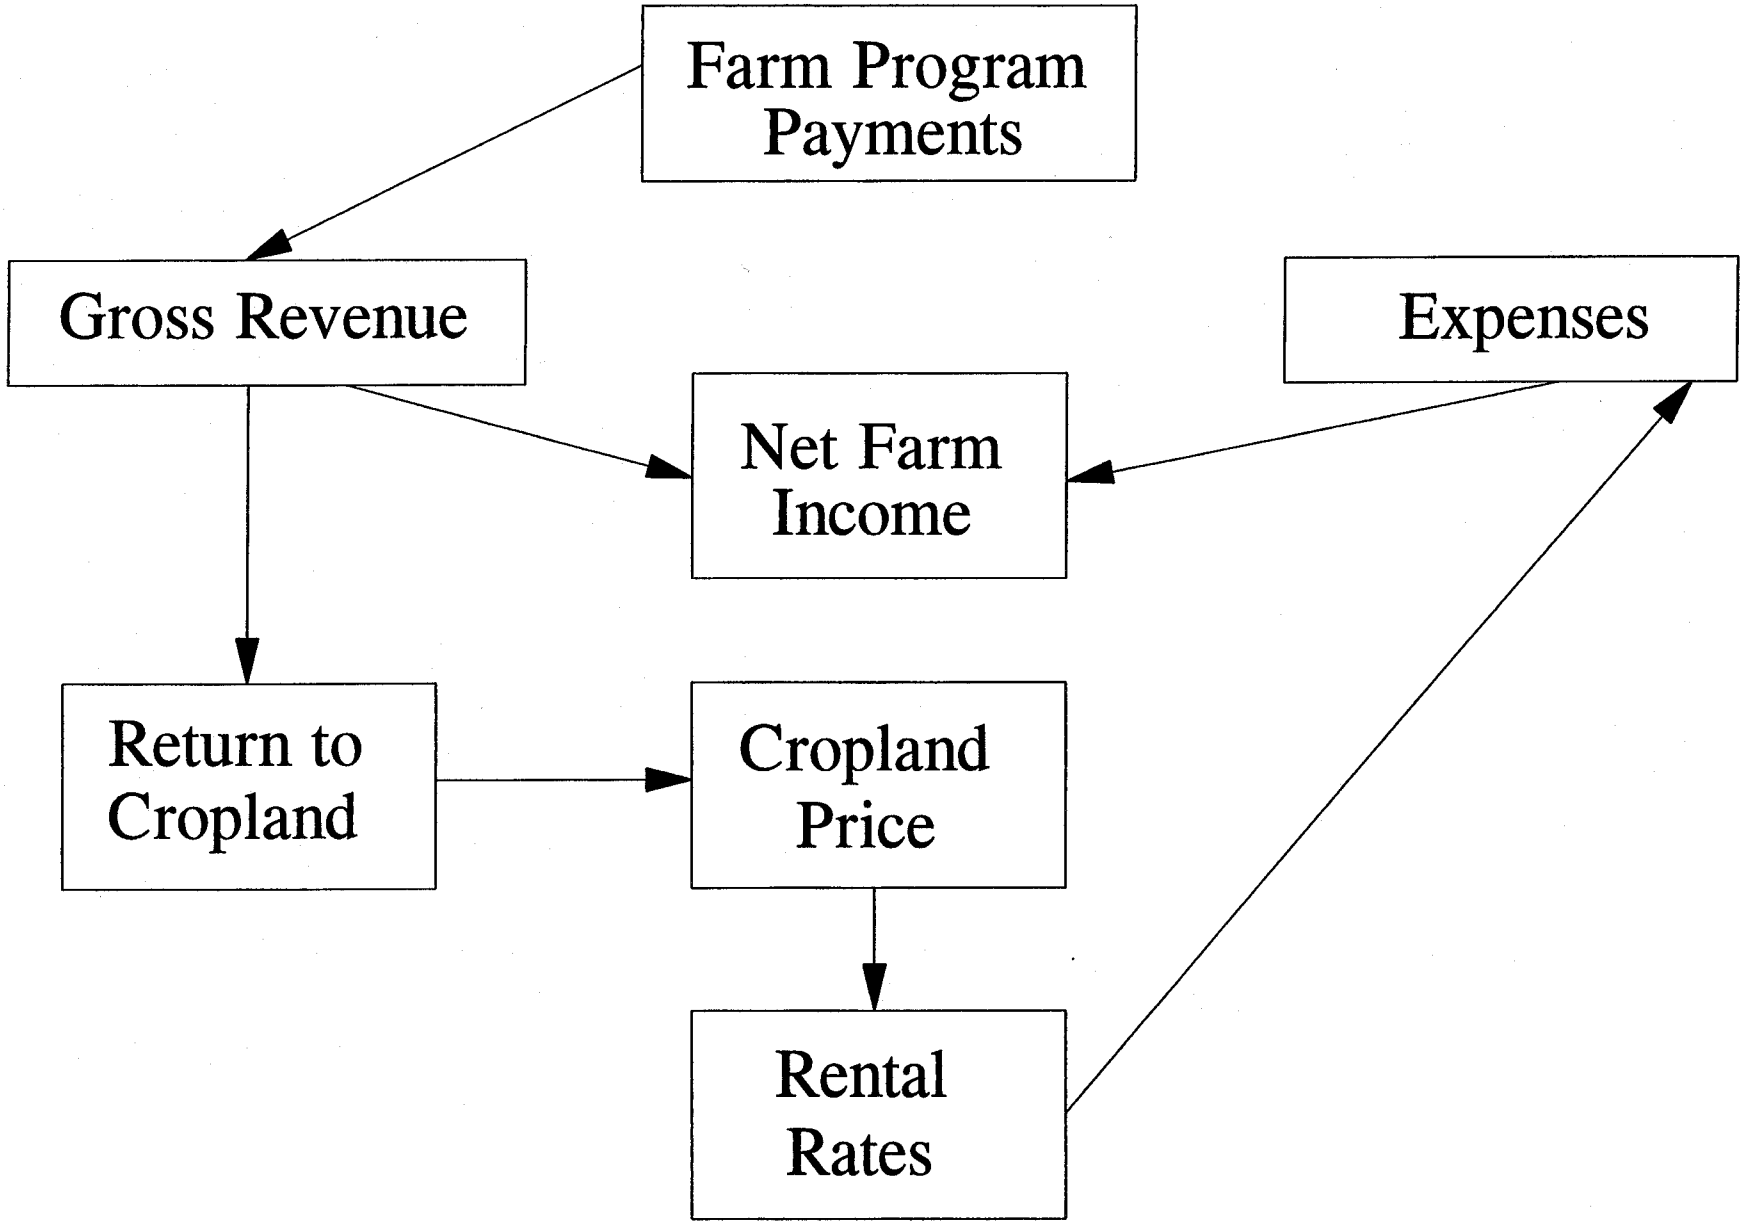 Farm Program
Payments
Gross Revenue
Expenses
Net Farm
Income
Return to
Cropland
Cropland
Price
Rental
Rates